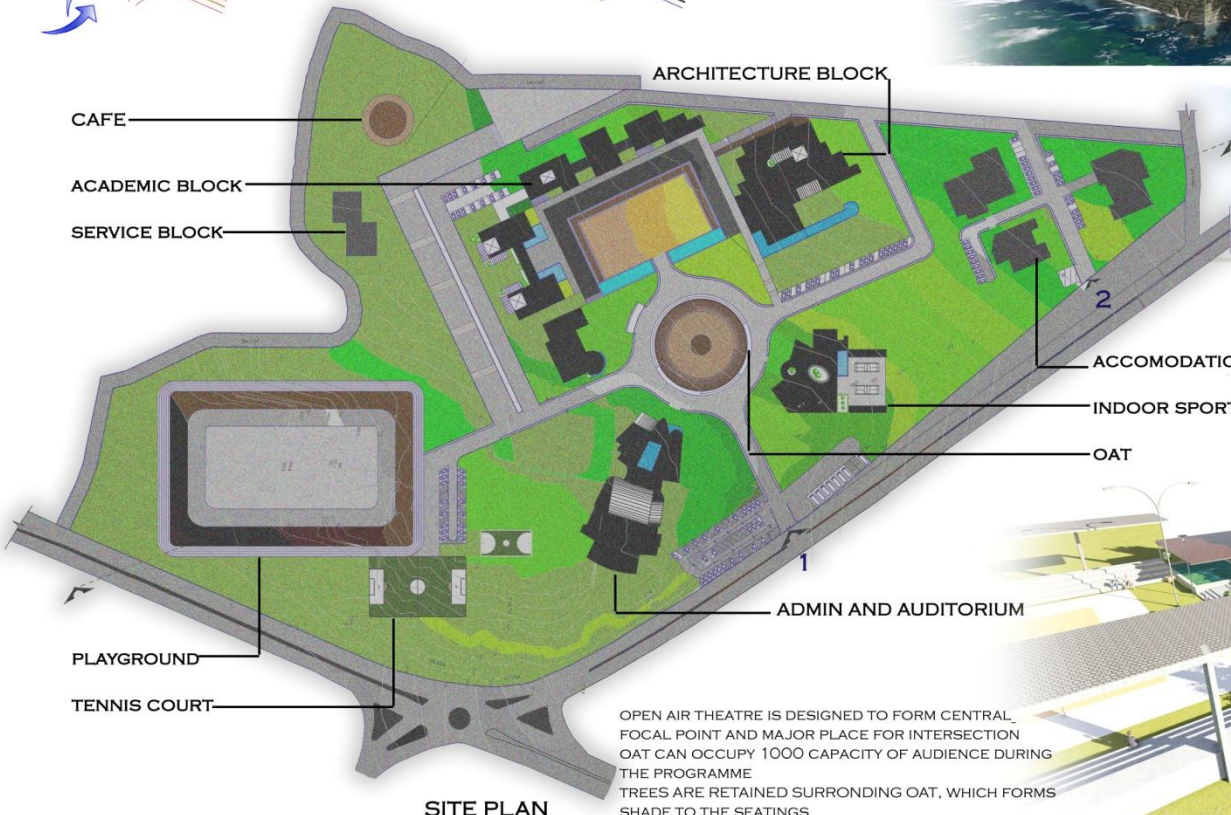 ARCHITECTURE BLOCK
CAFE
ACADEMIC BLOCK
SERVICE BLOCK
2
ACCOMODATIO
INDOOR SPORT
OAT
1
ADMIN AND AUDITORIUM
PLAYGROUND
TENNIS COURT
OPEN AIR THEATRE IS DESIGNED TO FORM CENTRAL
FOCAL POINT AND MAJOR PLACE FOR INTERSECTION
OAT CAN OCCUPY 1000 CAPACITY OF AUDIENCE DURING
THE PROGRAMME
TREES ARE RETAINED SURRONDING OAT, WHICH FORMS
SHADE TO THE SEATINGS
SITE PLAN